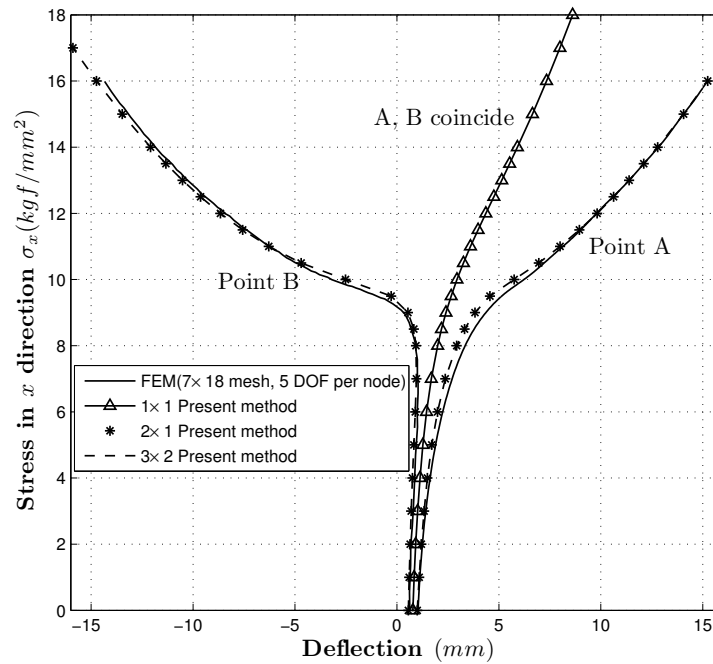 18
16
14
12
10
8
6
4
2
0
Stress in x direction σx(kgf/mm²)
A, B coincide
Point A
Point B
FEM(7× 18 mesh, 5 DOF per node)
1× 1 Present method
2× 1 Present method
3× 2 Present method
−15 −10 −5 0 5 10 15
Deflection (mm)